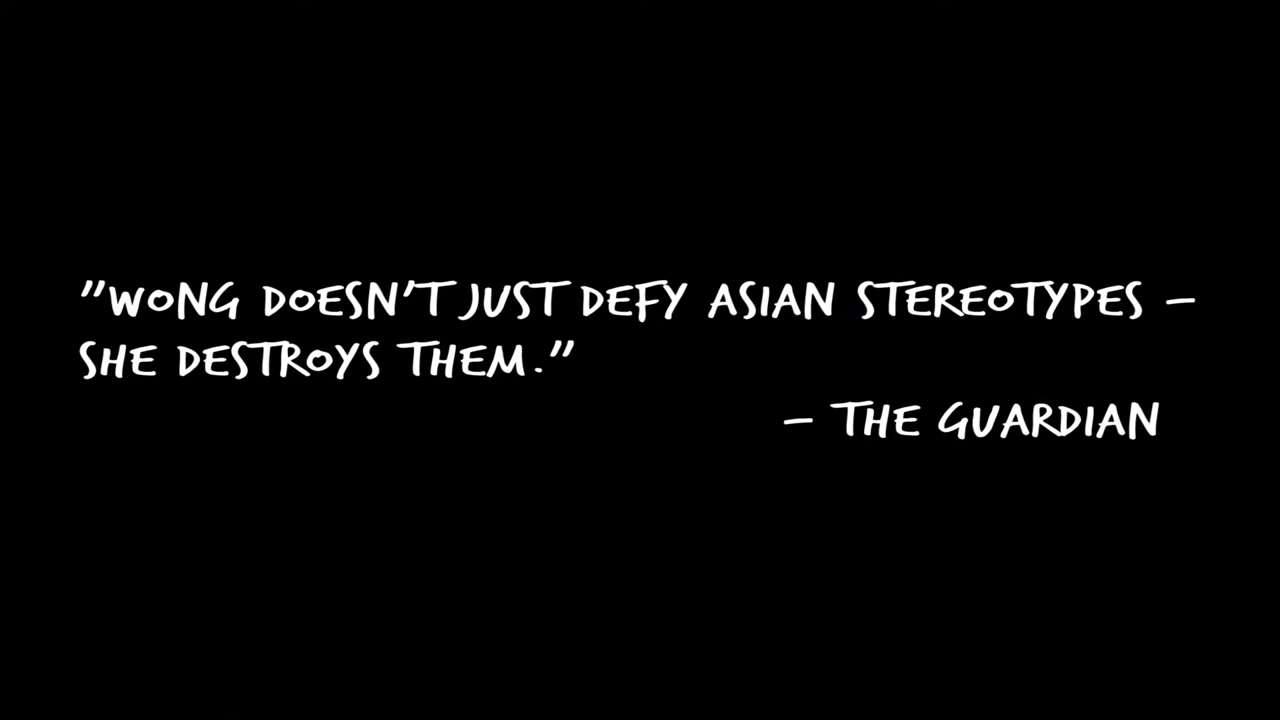 "WONG DOESN'T JUST DEFY ASIAN STEREOTYPES –
SHE DESTROYS THEM."
– THE GUARDIAN